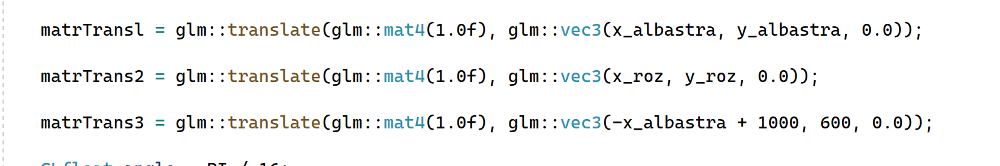 matrTransl = glm::translate(glm::mat4(1.0f), glm::vec3(x_albastra, y_albastra, 0.0));
matrTrans2 = glm::translate(glm::mat4(1.0f), glm::vec3(x_roz, y_roz, 0.0));
matrTrans3 = glm::translate(glm::mat4(1.0f), glm::vec3(-x_albastra + 1000, 600, 0.0));